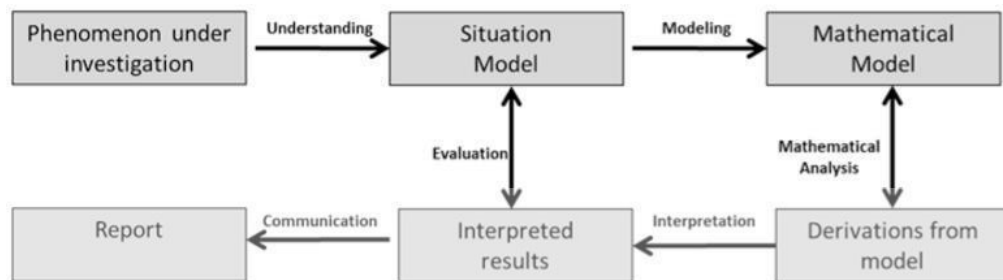 Phenomenon under
investigation
Understanding
Situation
Model
Modeling
Mathematical
Model
Evaluation
Mathematical
Analysis
Report
Communication
Interpreted
results
Interpretation
Derivations from
model